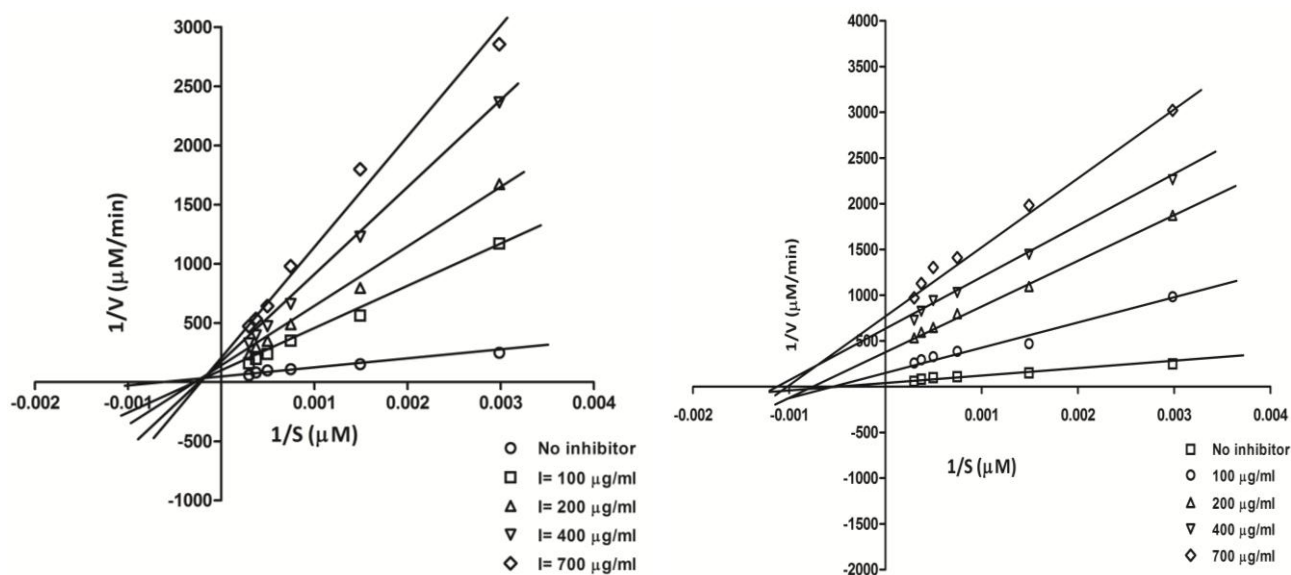 3000
2500
2000
1500
1000
500
-500
-1000
-0.002
-0.001
0.001
0.002
0.003
0.004
1/V (μM/min)
1/S (μM)
No inhibitor
I= 100 μg/ml
I= 200 μg/ml
I= 400 μg/ml
I= 700 μg/ml
4000
3500
3000
2500
2000
1500
1000
500
-500
-1000
-1500
-2000
-0.002
-0.001
0.001
0.002
0.003
0.004
1/V (μM/min)
1/S (μM)
No inhibitor
100 μg/ml
200 μg/ml
400 μg/ml
700 μg/ml